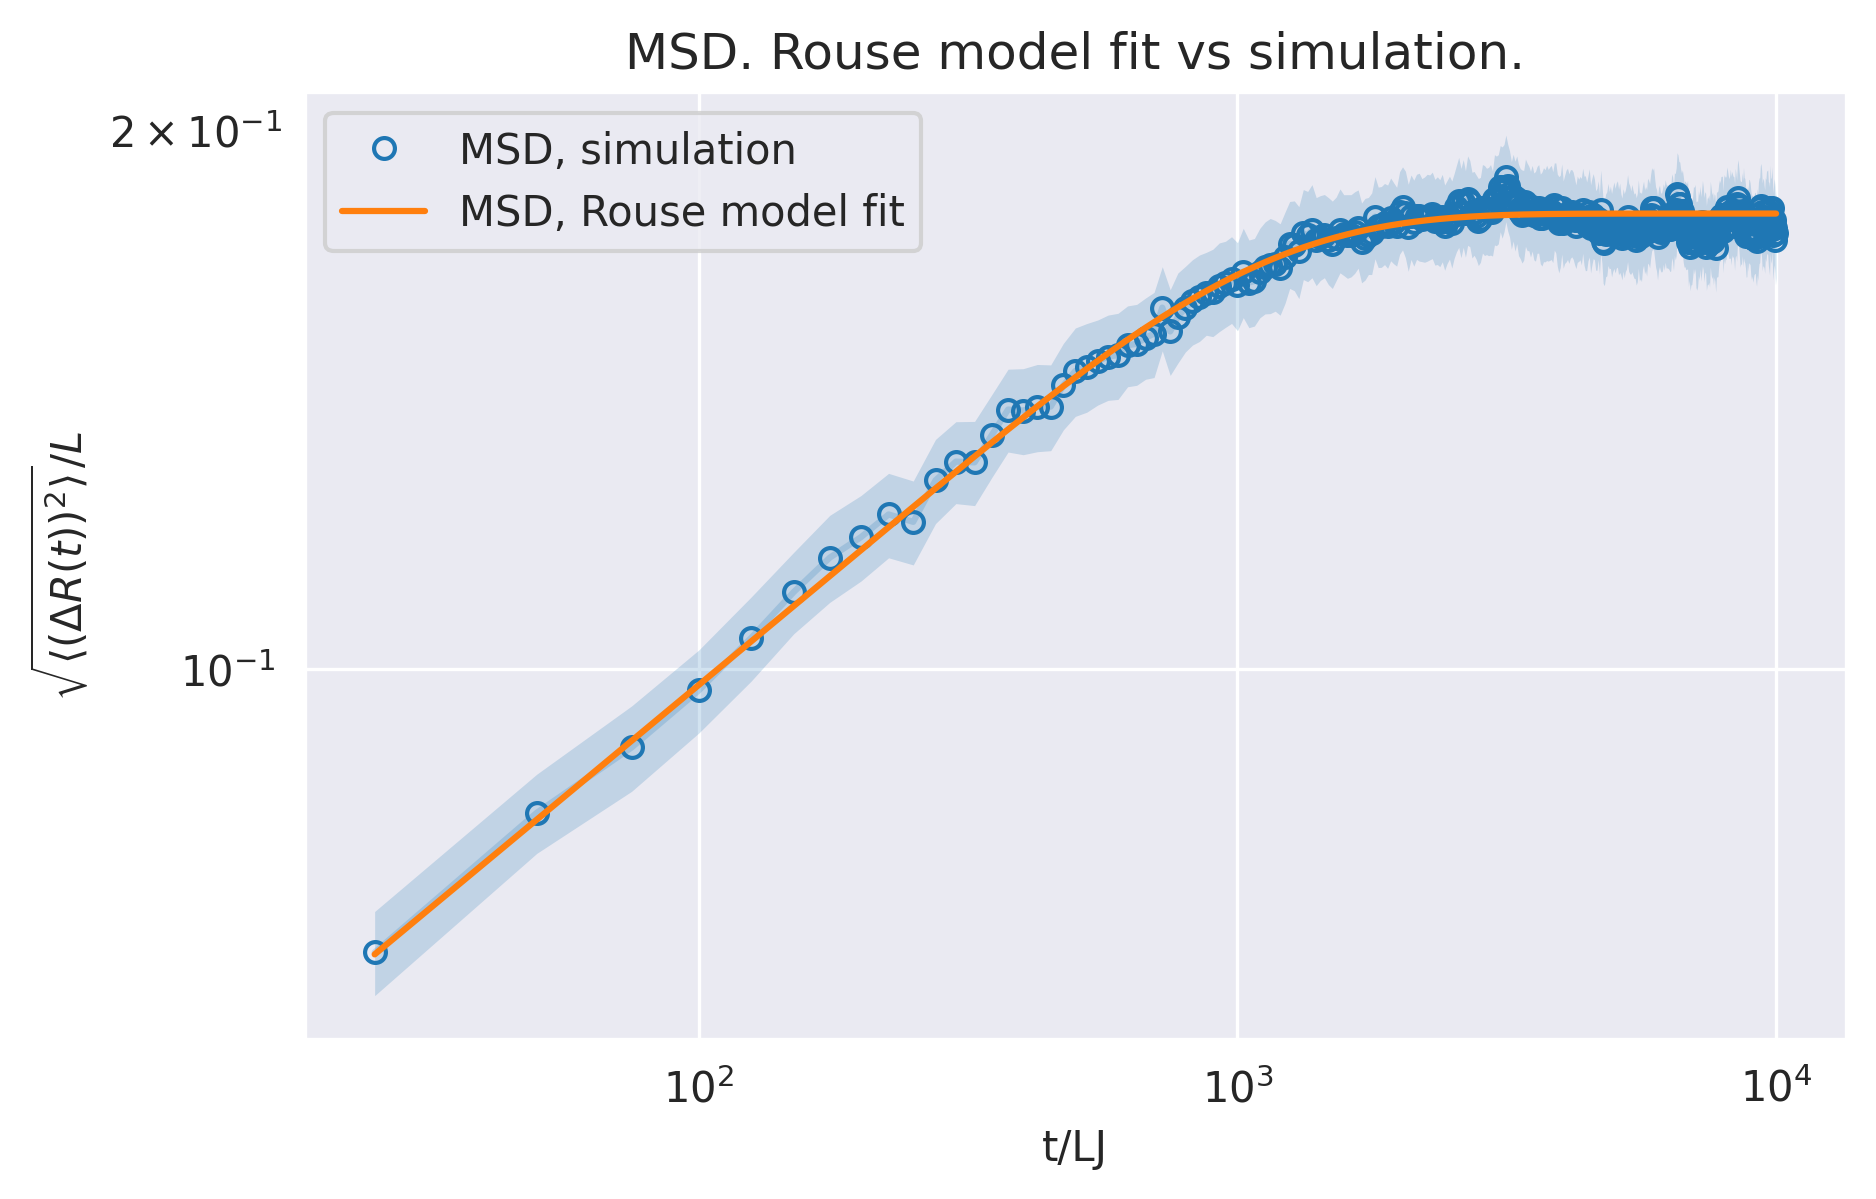 MSD. Rouse model fit vs simulation.
2 × 10⁻¹
MSD, simulation
MSD, Rouse model fit
√⟨(ΔR(t))²⟩/L
10⁻¹
10²
10³
10⁴
t/LJ